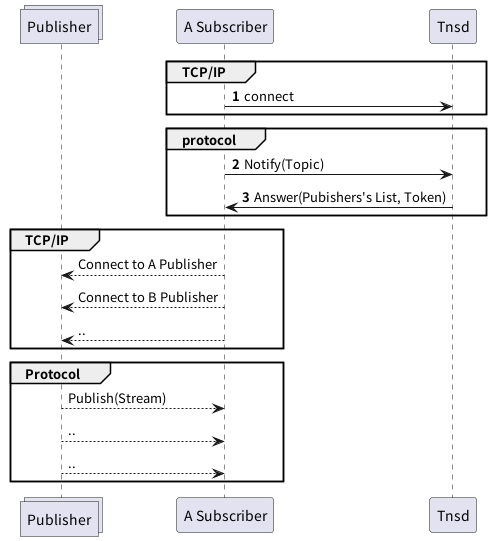 Publisher
A Subscriber
Tnsd
TCP/IP
1 connect
protocol
2 Notify(Topic)
3 Answer(Pubishers's List, Token)
TCP/IP
Connect to A Publisher
Connect to B Publisher
..
Protocol
Publish(Stream)
..
..
Publisher
A Subscriber
Tnsd